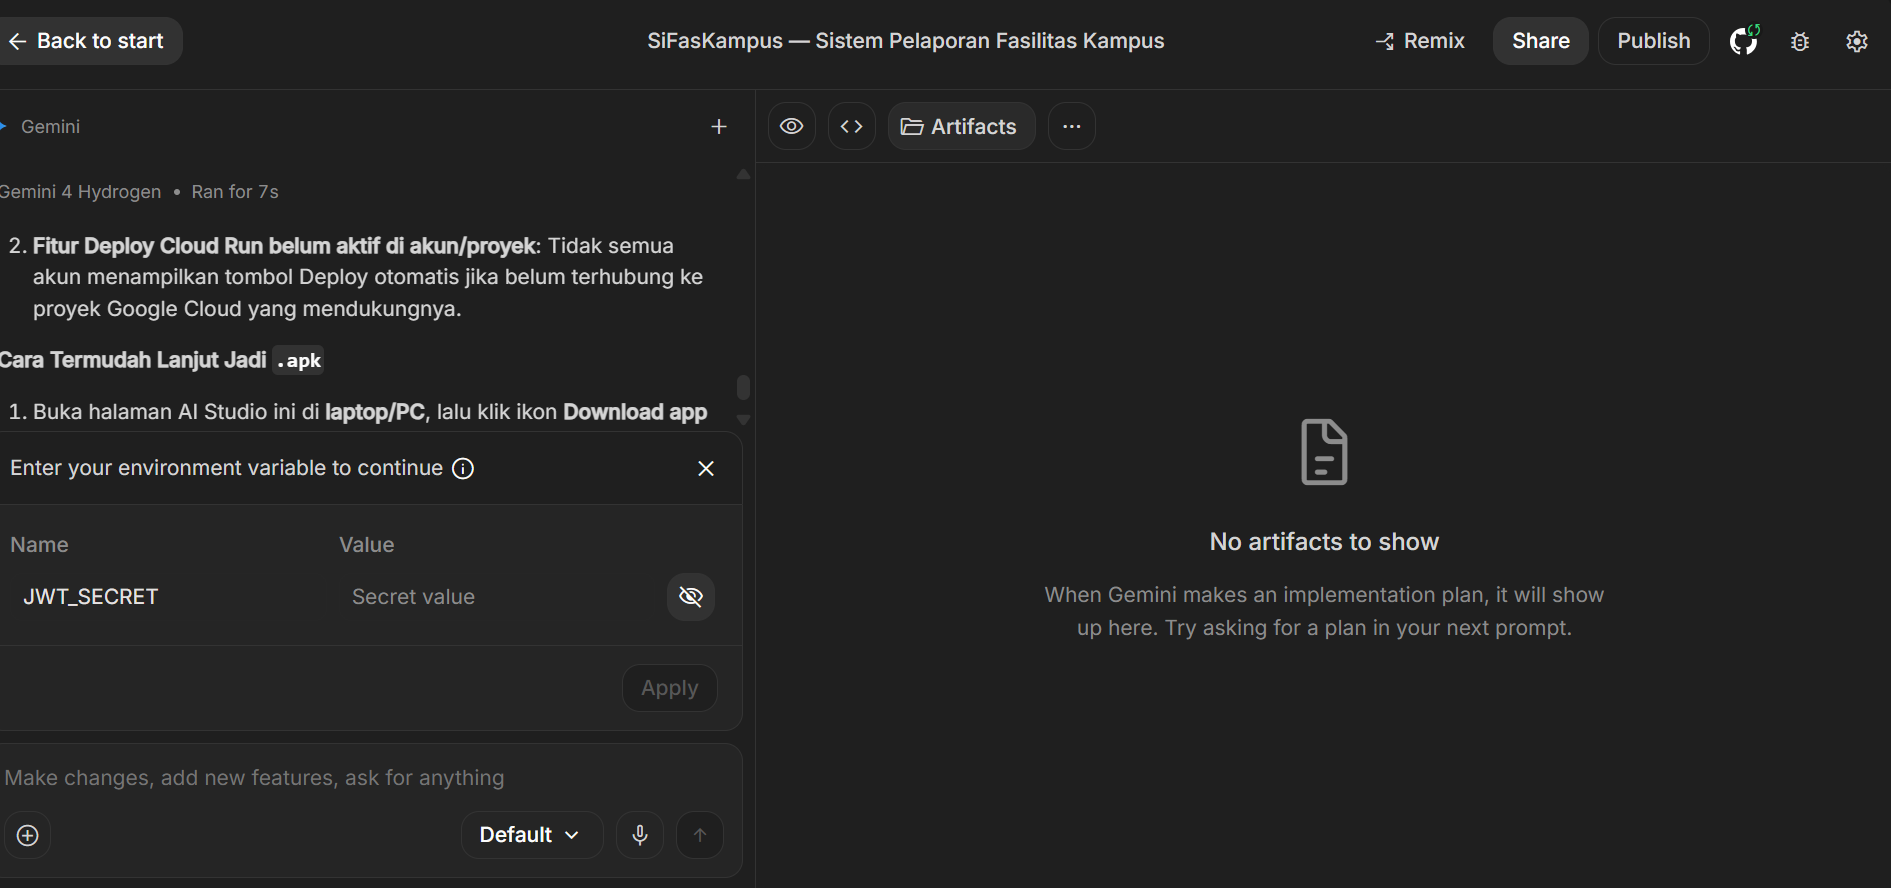 Back to start
SiFasKampus — Sistem Pelaporan Fasilitas Kampus
Remix
Share
Publish
Gemini
Gemini 4 Hydrogen • Ran for 7s
2. Fitur Deploy Cloud Run belum aktif di akun/proyek: Tidak semua
akun menampilkan tombol Deploy otomatis jika belum terhubung ke
proyek Google Cloud yang mendukungnya.
Cara Termudah Lanjut Jadi .apk
1. Buka halaman AI Studio ini di laptop/PC, lalu klik ikon Download app
Enter your environment variable to continue
Name Value
JWT_SECRET Secret value
Apply
Make changes, add new features, ask for anything
Default
Artifacts
No artifacts to show
When Gemini makes an implementation plan, it will show
up here. Try asking for a plan in your next prompt.